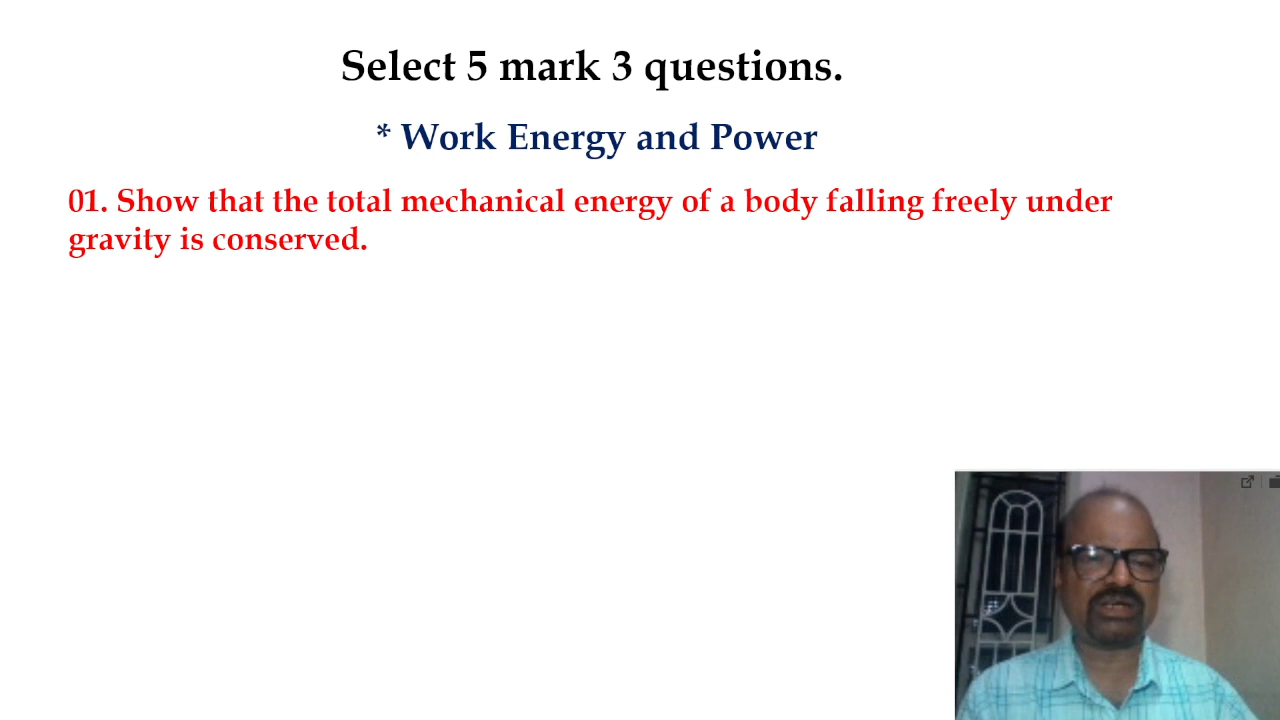 Select 5 mark 3 questions.
* Work Energy and Power
01. Show that the total mechanical energy of a body falling freely under
gravity is conserved.